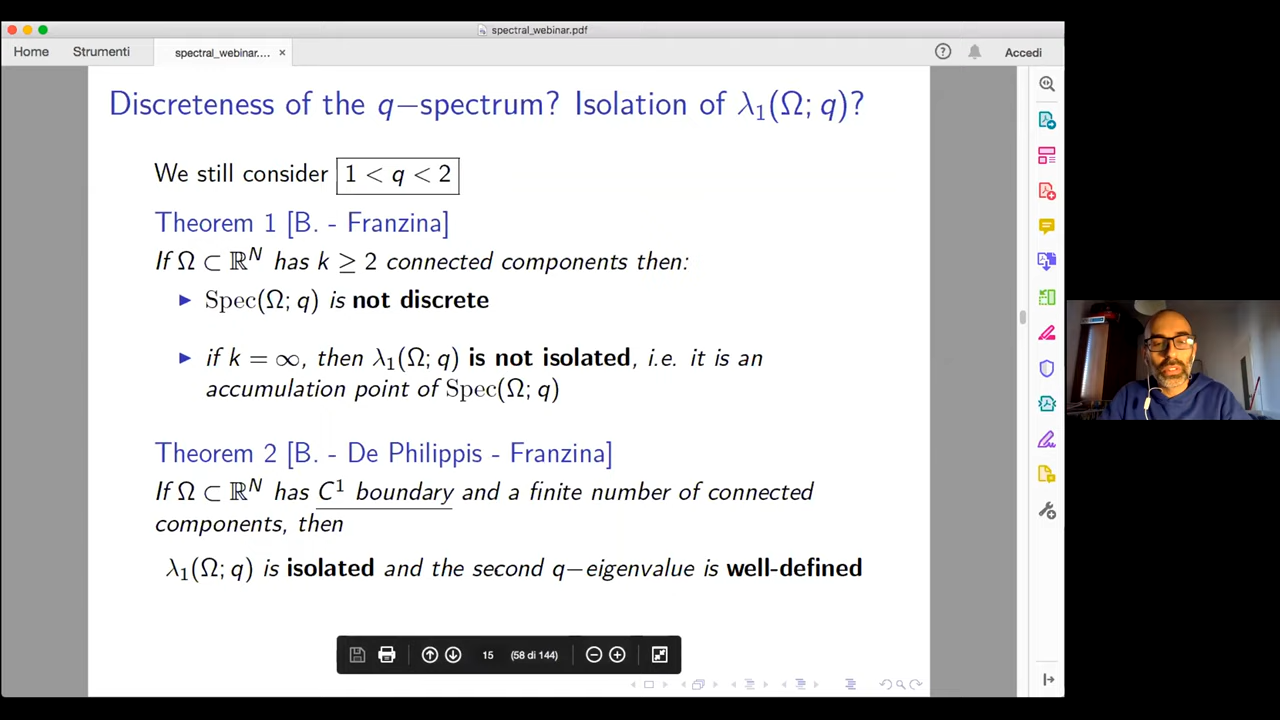 spectral_webinar.pdf
Home Strumenti spectral_webinar.... × Accedi
Discreteness of the q−spectrum? Isolation of λ₁(Ω; q)?
We still consider 1 < q < 2
Theorem 1 [B. - Franzina]
If Ω ⊂ ℝᴺ has k ≥ 2 connected components then:
▶ Spec(Ω; q) is not discrete
▶ if k = ∞, then λ₁(Ω; q) is not isolated, i.e. it is an
accumulation point of Spec(Ω; q)
Theorem 2 [B. - De Philippis - Franzina]
If Ω ⊂ ℝᴺ has C¹ boundary and a finite number of connected
components, then
λ₁(Ω; q) is isolated and the second q−eigenvalue is well-defined
15 (58 di 144)